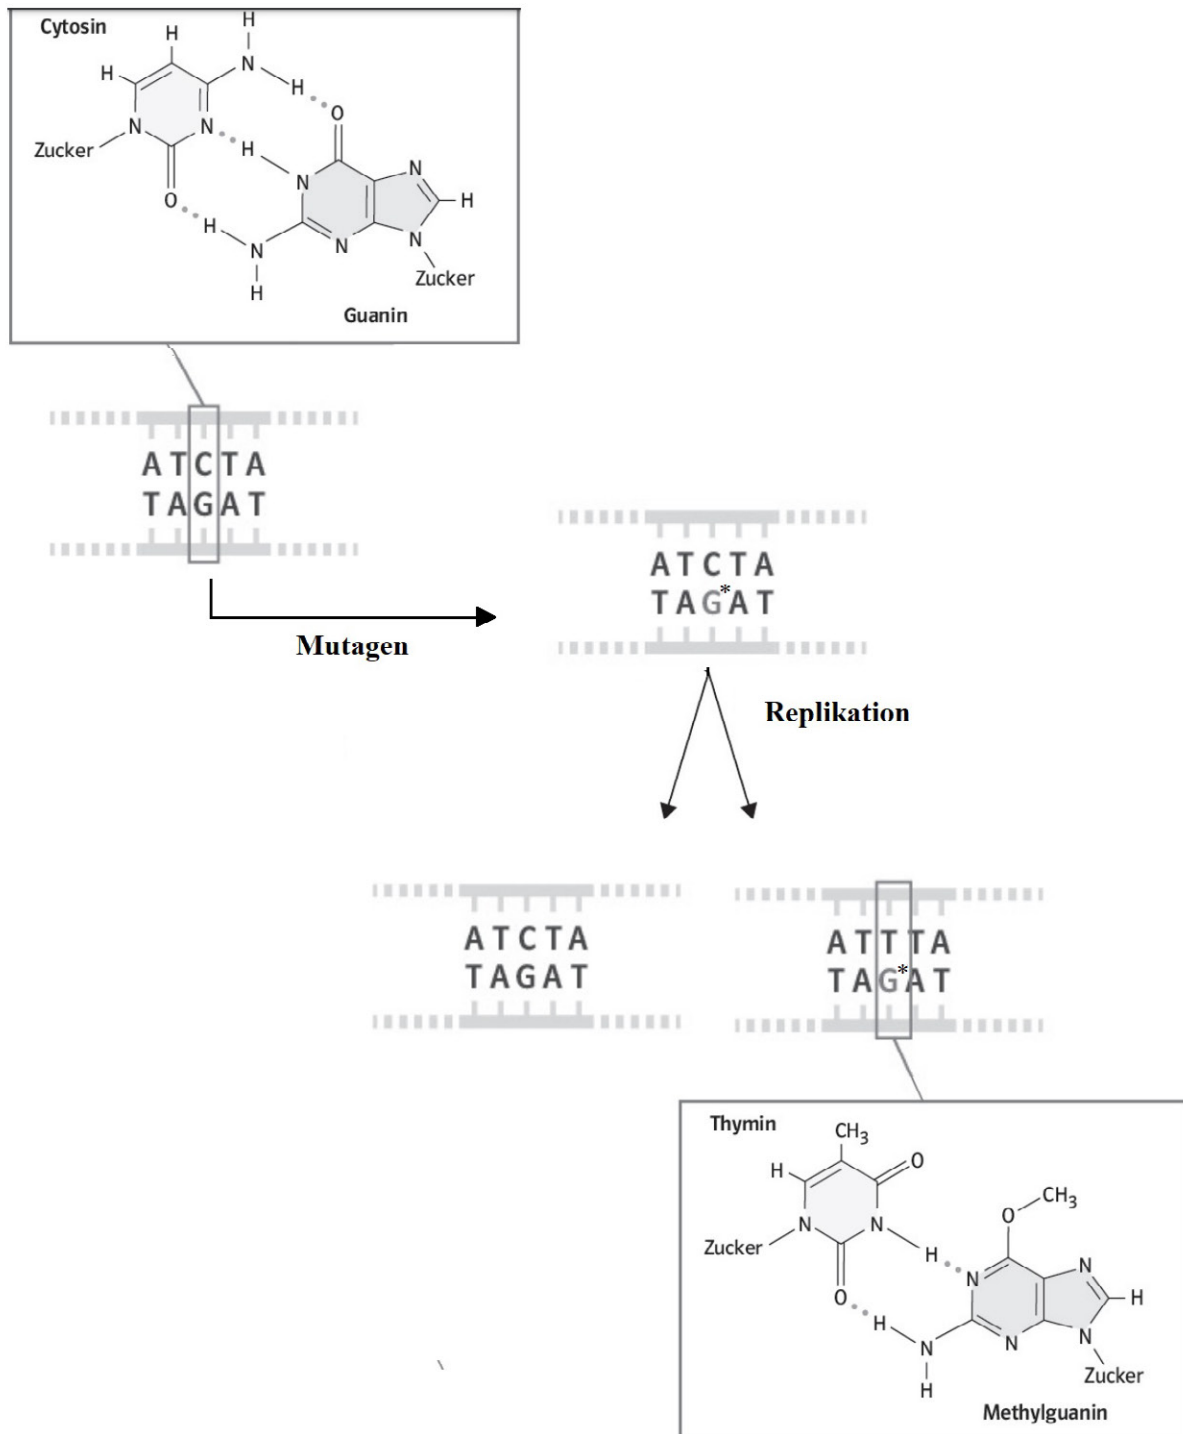 Cytosin
H
H
H
N
H
O
N
N
H
Zucker
N
N
H
O
H
N
N
N
H
Zucker
Guanin
ATCTA
TAGAT
Mutagen
ATCTA
TAG*AT
Replikation
ATCTA
TAGAT
ATTTA
TAG*AT
Thymin
CH3
H
O
CH3
O
N
N
Zucker
H
N
N
O
H
H
N
N
N
H
Zucker
Methylguanin